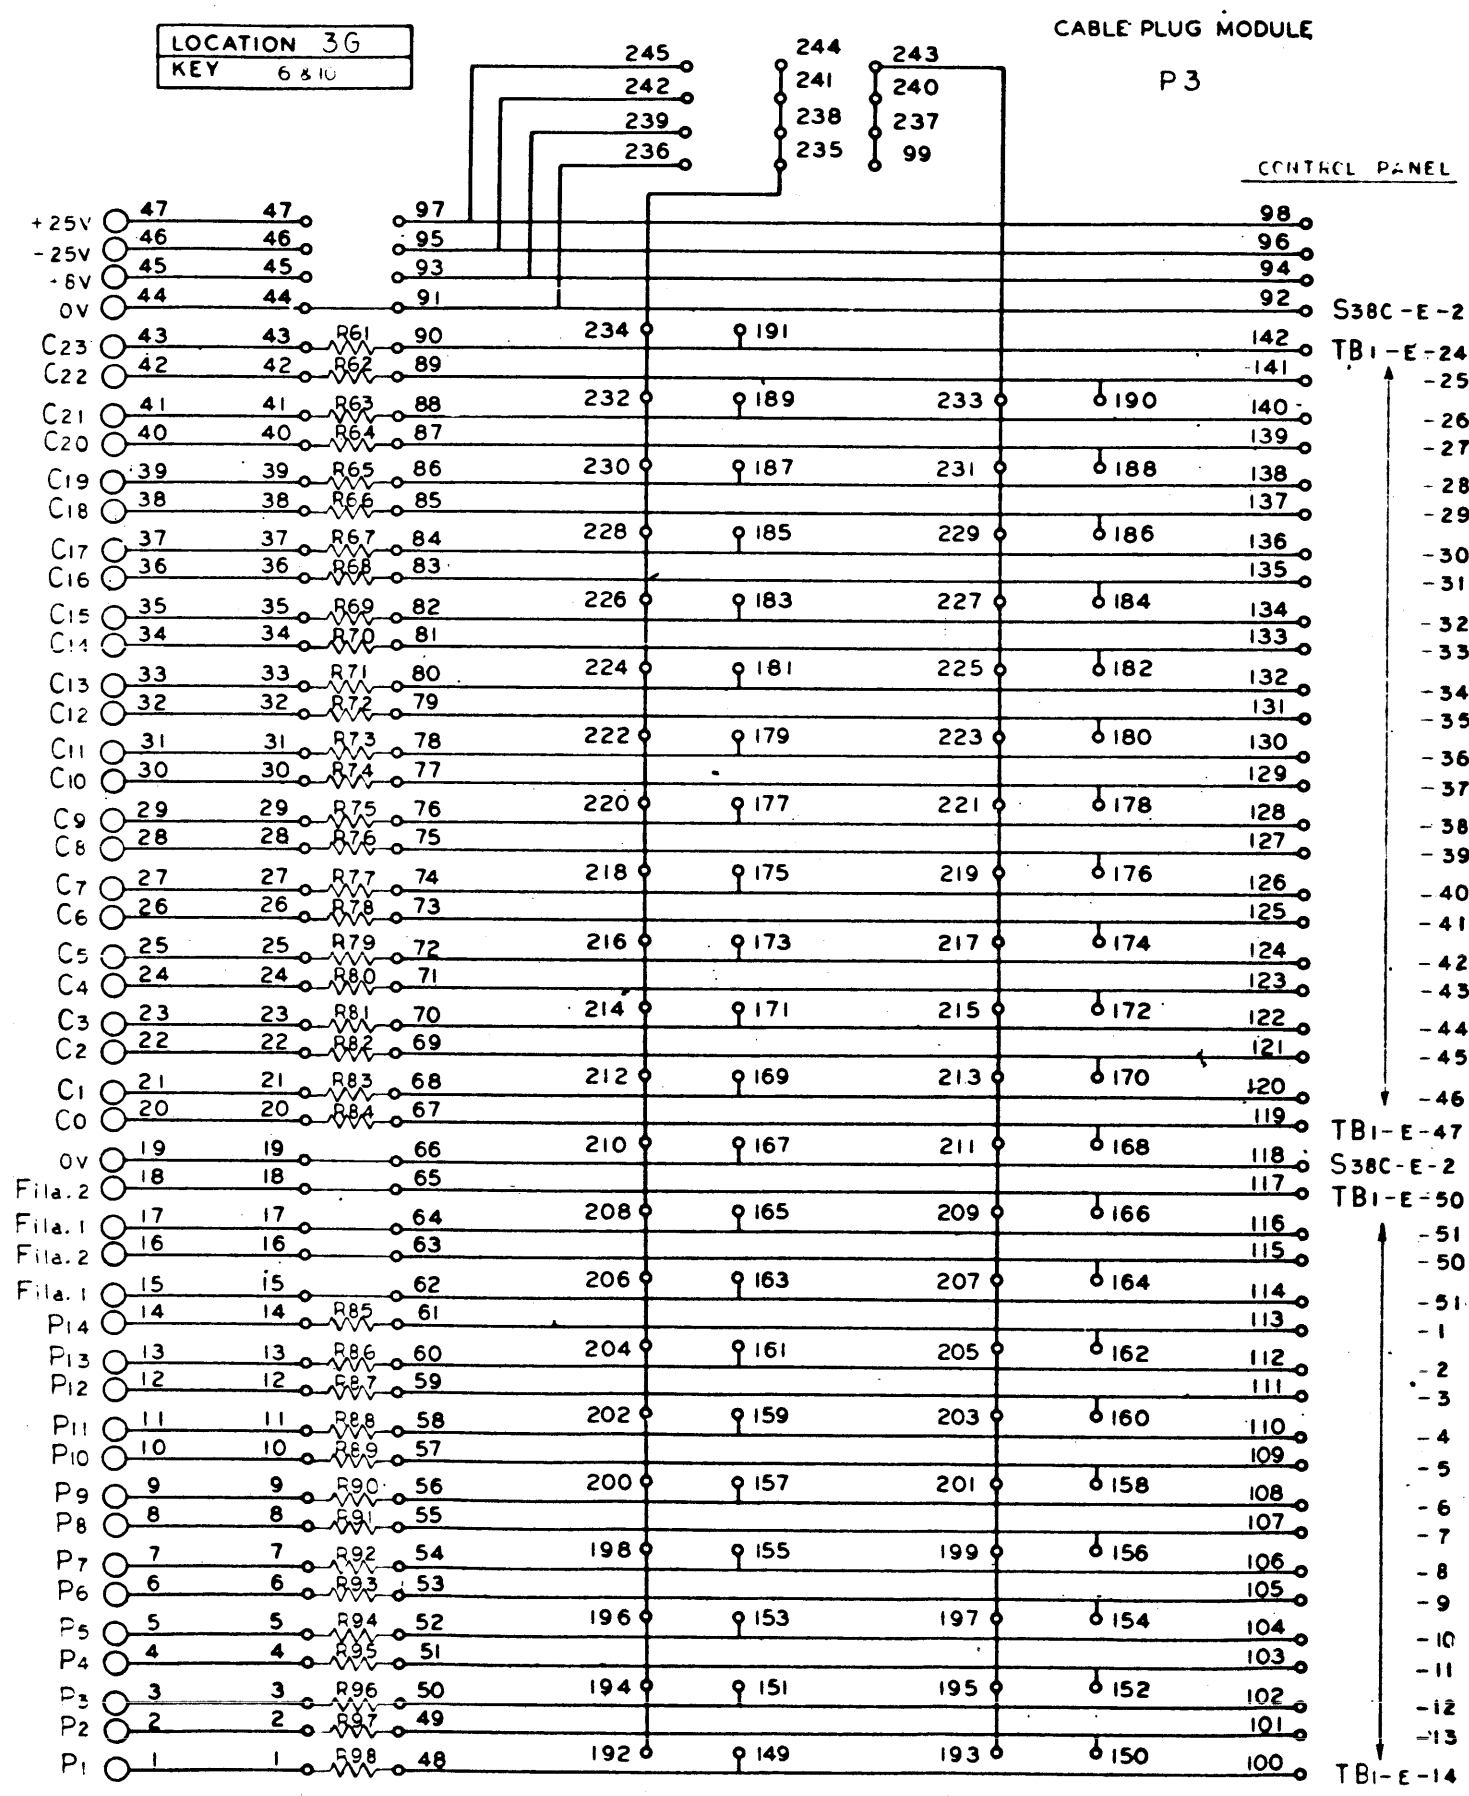 CABLE PLUG MODULE
P3
LOCATION 3G
KEY 6 & 10
245 244 243
242 241 240
239 238 237
236 235 99
CONTROL PANEL
+25V 47 47 97 98
-25V 46 46 95 96
45 45 93 94
0V 44 44 91 92 S38C-E-2
234 191
C23 43 43 R61 90 142 TB1-E-24
C22 42 42 R62 89 141 -25
232 189 233 190
C21 41 41 R63 88 140 -26
C20 40 40 R64 87 139 -27
230 187 231 188
C19 39 39 R65 86 138 -28
C18 38 38 R66 85 137 -29
228 185 229 186
C17 37 37 R67 84 136 -30
C16 36 36 R68 83 135 -31
226 183 227 184
C15 35 35 R69 82 134 -32
C14 34 34 R70 81 133 -33
224 181 225 182
C13 33 33 R71 80 132 -34
C12 32 32 R72 79 131 -35
222 179 223 180
C11 31 31 R73 78 130 -36
C10 30 30 R74 77 129 -37
220 177 221 178
C9 29 29 R75 76 128 -38
C8 28 28 R76 75 127 -39
218 175 219 176
C7 27 27 R77 74 126 -40
C6 26 26 R78 73 125 -41
216 173 217 174
C5 25 25 R79 72 124 -42
C4 24 24 R80 71 123 -43
214 171 215 172
C3 23 23 R81 70 122 -44
C2 22 22 R82 69 121 -45
212 169 213 170
C1 21 21 R83 68 120 -46
C0 20 20 R84 67 119 TB1-E-47
210 167 211 168
0V 19 19 66 118 S38C-E-2
Fila.2 18 18 65 117 TB1-E-50
208 165 209 166
Fila.1 17 17 64 116 -51
Fila.2 16 16 63 115 -50
206 163 207 164
Fila.1 15 15 62 114 -51
P14 14 14 R85 61 113 -1
204 161 205 162
P13 13 13 R86 60 112 -2
P12 12 12 R87 59 111 -3
202 159 203 160
P11 11 11 R88 58 110 -4
P10 10 10 R89 57 109 -5
200 157 201 158
P9 9 9 R90 56 108 -6
P8 8 8 R91 55 107 -7
198 155 199 156
P7 7 7 R92 54 106 -8
P6 6 6 R93 53 105 -9
196 153 197 154
P5 5 5 R94 52 104 -10
P4 4 4 R95 51 103 -11
194 151 195 152
P3 3 3 R96 50 102 -12
P2 2 2 R97 49 101 -13
192 149 193 150
P1 1 1 R98 48 100 TB1-E-14